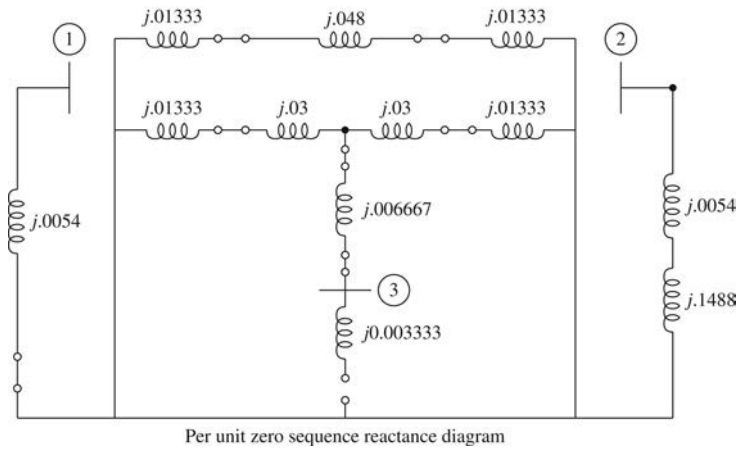 j.01333
j.048
j.01333
1
2
j.01333
j.03
j.03
j.01333
j.0054
j.006667
j.0054
3
j.1488
j0.003333
Per unit zero sequence reactance diagram